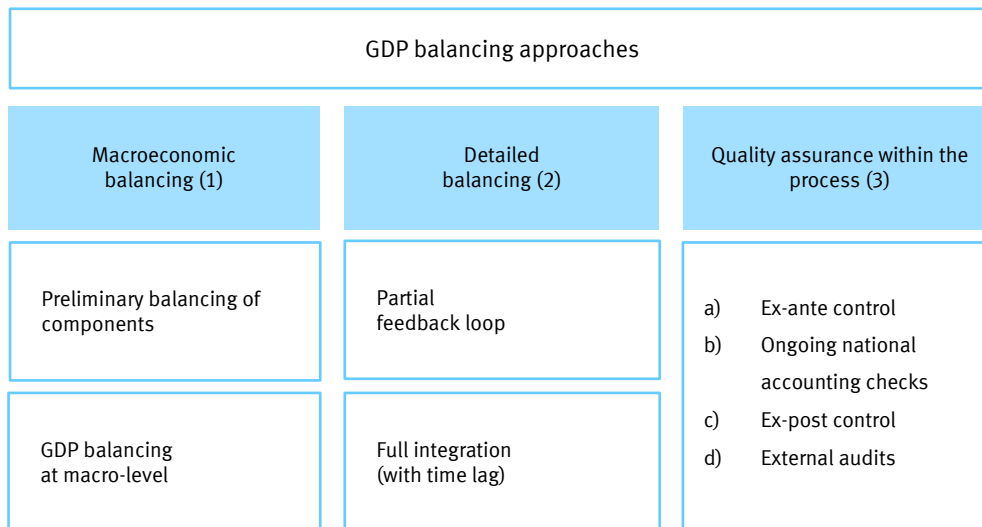 GDP balancing approaches
Macroeconomic
balancing (1)
Preliminary balancing of
components
GDP balancing
at macro-level
Detailed
balancing (2)
Partial
feedback loop
Full integration
(with time lag)
Quality assurance within the
process (3)
a) Ex-ante control
b) Ongoing national
accounting checks
c) Ex-post control
d) External audits